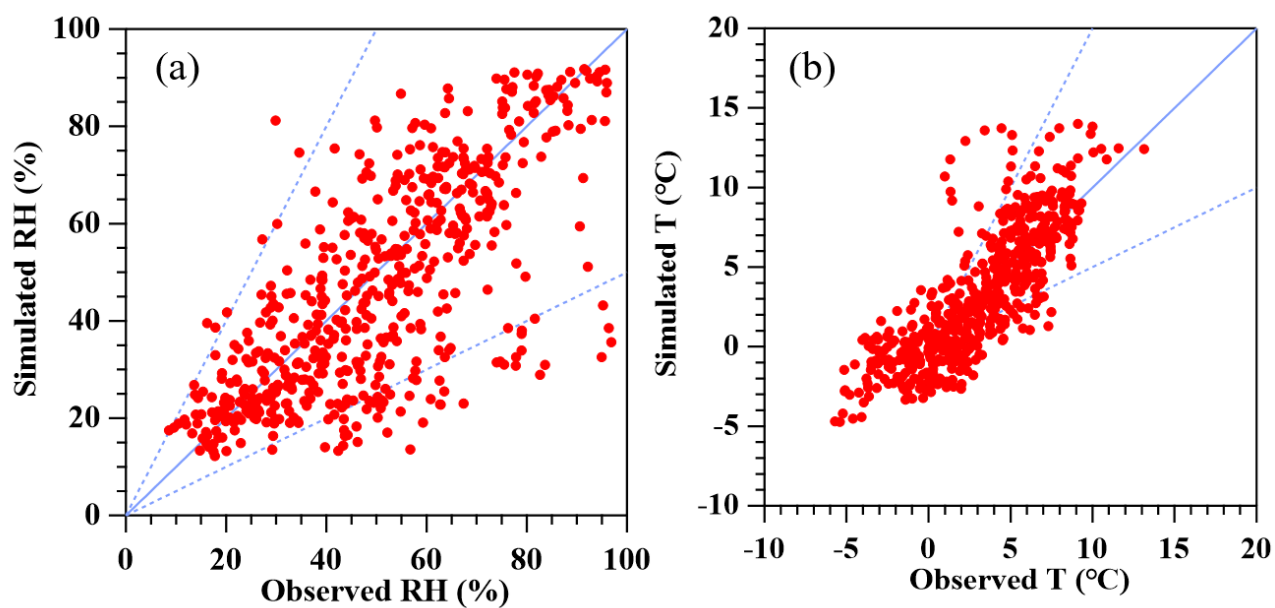 (a)
Simulated RH (%)
100
80
60
40
20
0
0 20 40 60 80 100
Observed RH (%)
(b)
Simulated T (℃)
20
15
10
5
0
-5
-10
-10 -5 0 5 10 15 20
Observed T (℃)